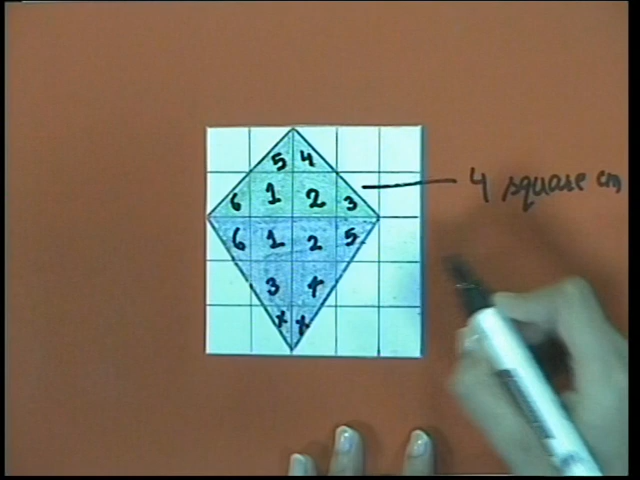 5 4
6 1 2 3
4 square cm
6 1 2 5
3 4
x x